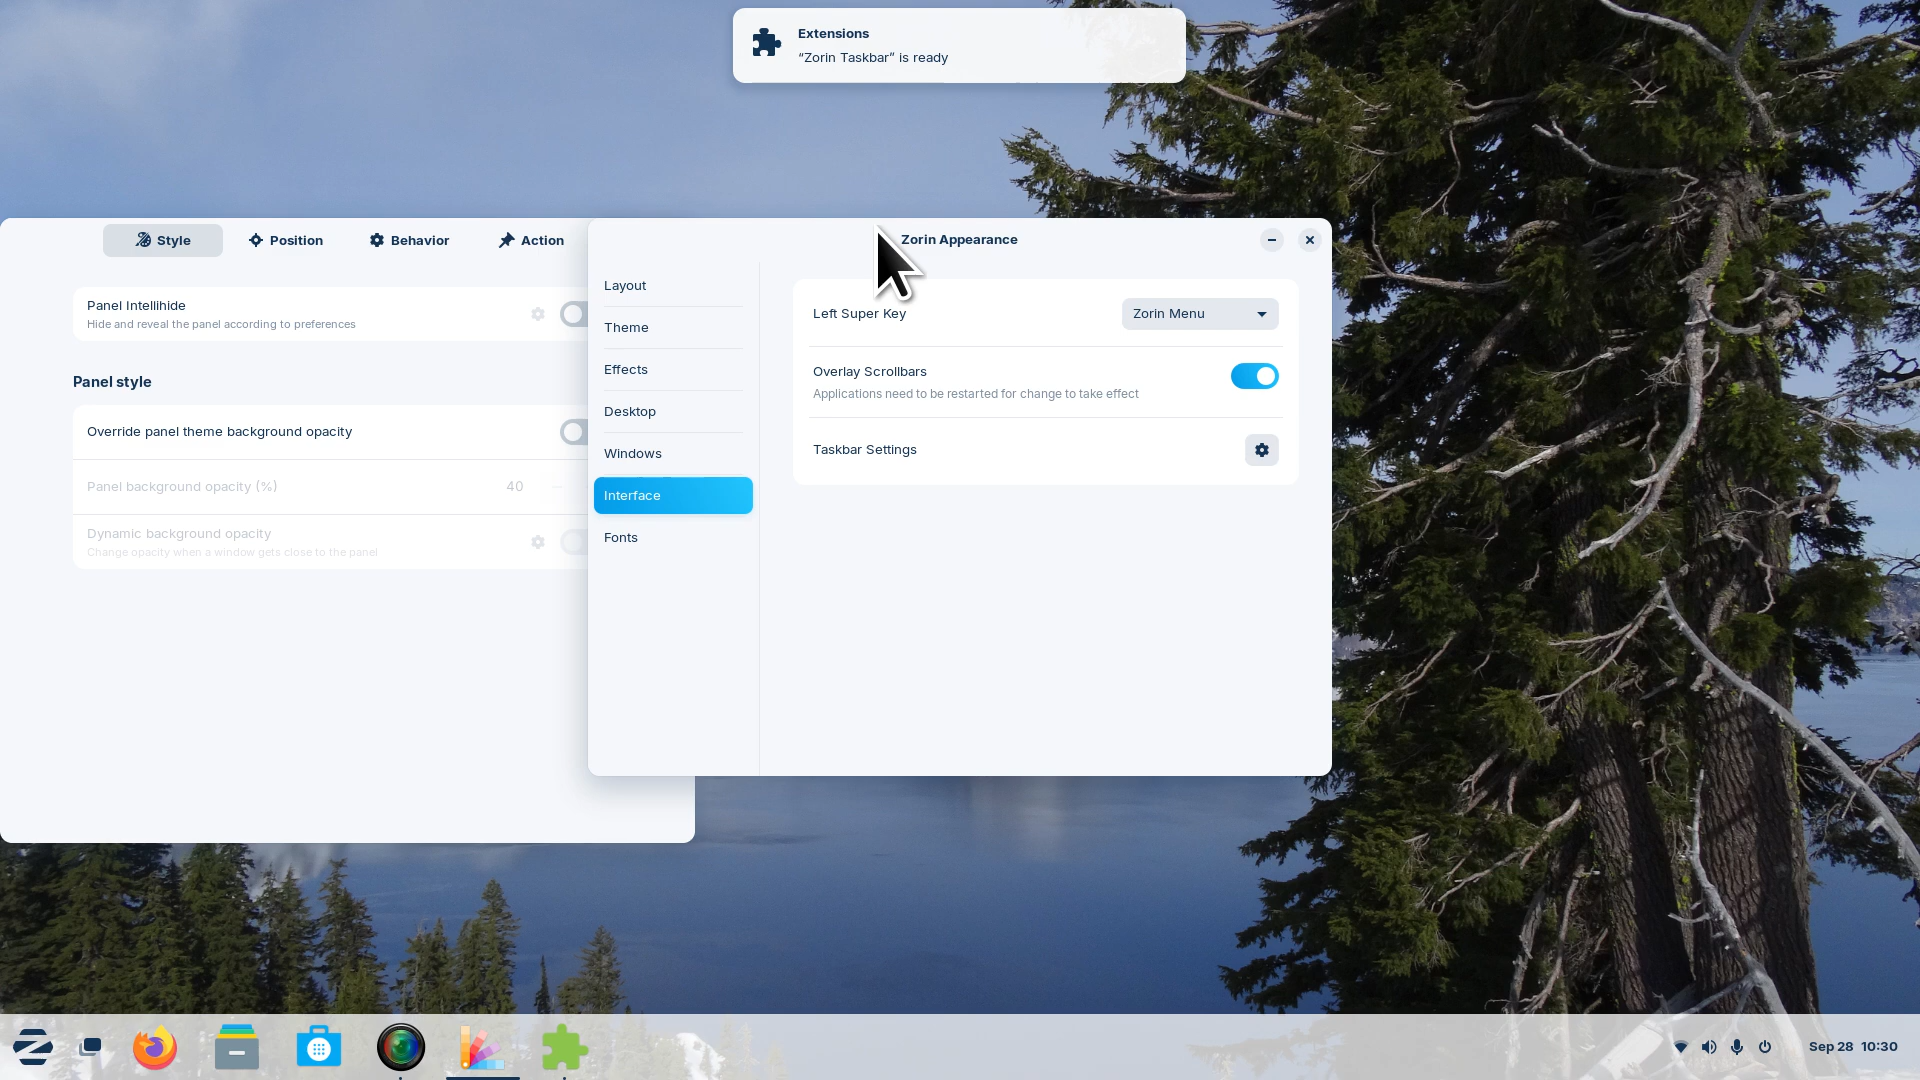 Extensions
“Zorin Taskbar” is ready
Style
Position
Behavior
Action
Panel Intellihide
Hide and reveal the panel according to preferences
Panel style
Override panel theme background opacity
Panel background opacity (%)
40
Dynamic background opacity
Change opacity when a window gets close to the panel
Zorin Appearance
Layout
Theme
Effects
Desktop
Windows
Interface
Fonts
Left Super Key
Zorin Menu
Overlay Scrollbars
Applications need to be restarted for change to take effect
Taskbar Settings
Sep 28 10:30